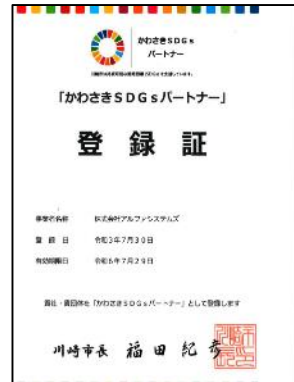 かわさきSDGs
パートナー
「かわさきSDGsパートナー」
登録証
事業者名称 株式会社アルファシステムズ
登録日 令和3年7月30日
有効期限日 令和6年7月29日
貴社・貴団体を「かわさきSDGsパートナー」として登録します
川崎市長 福田紀彦